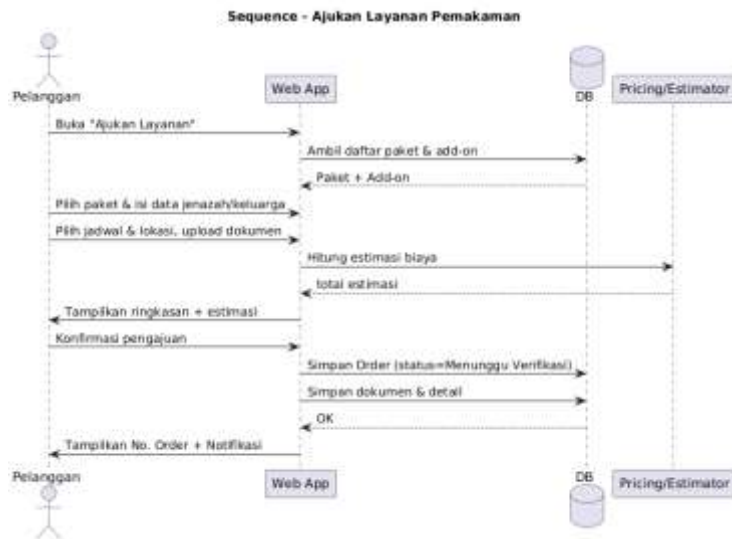 Sequence - Ajukan Layanan Pemakaman
Pelanggan
Web App
DB
Pricing/Estimator
Buka "Ajukan Layanan"
Ambil daftar paket & add-on
Paket + Add-on
Pilih paket & isi data jenazah/keluarga
Pilih jadwal & lokasi, upload dokumen
Hitung estimasi biaya
total estimasi
Tampilkan ringkasan + estimasi
Konfirmasi pengajuan
Simpan Order (status=Menunggu Verifikasi)
Simpan dokumen & detail
OK
Tampilkan No. Order + Notifikasi
Pelanggan
Web App
DB
Pricing/Estimator